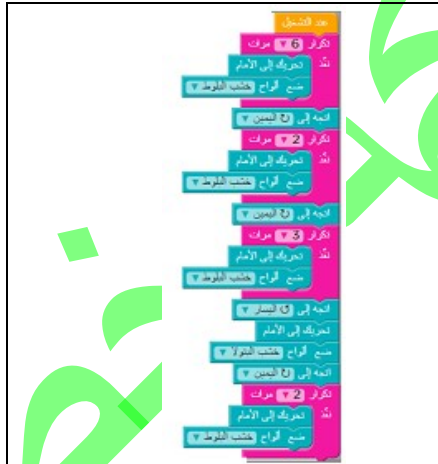 عند التشغيل
تكرار 6 مرات
نفّذ تحريك إلى الأمام
ضع ألواح خشب البلوط
اتجه إلى اليمين
تكرار 2 مرات
نفّذ تحريك إلى الأمام
ضع ألواح خشب البلوط
اتجه إلى اليمين
تكرار 3 مرات
نفّذ تحريك إلى الأمام
ضع ألواح خشب البلوط
اتجه إلى اليسار
تحريك إلى الأمام
ضع ألواح خشب البتولا
اتجه إلى اليمين
تكرار 2 مرات
نفّذ تحريك إلى الأمام
ضع ألواح خشب البلوط